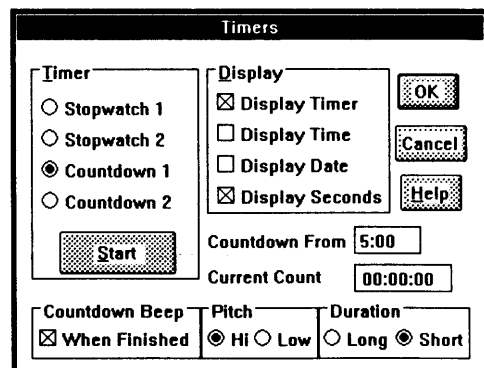 Timers
Timer
Stopwatch 1
Stopwatch 2
Countdown 1
Countdown 2
Start
Display
Display Timer
Display Time
Display Date
Display Seconds
OK
Cancel
Help
Countdown From 5:00
Current Count 00:00:00
Countdown Beep
When Finished
Pitch
Hi Low
Duration
Long Short